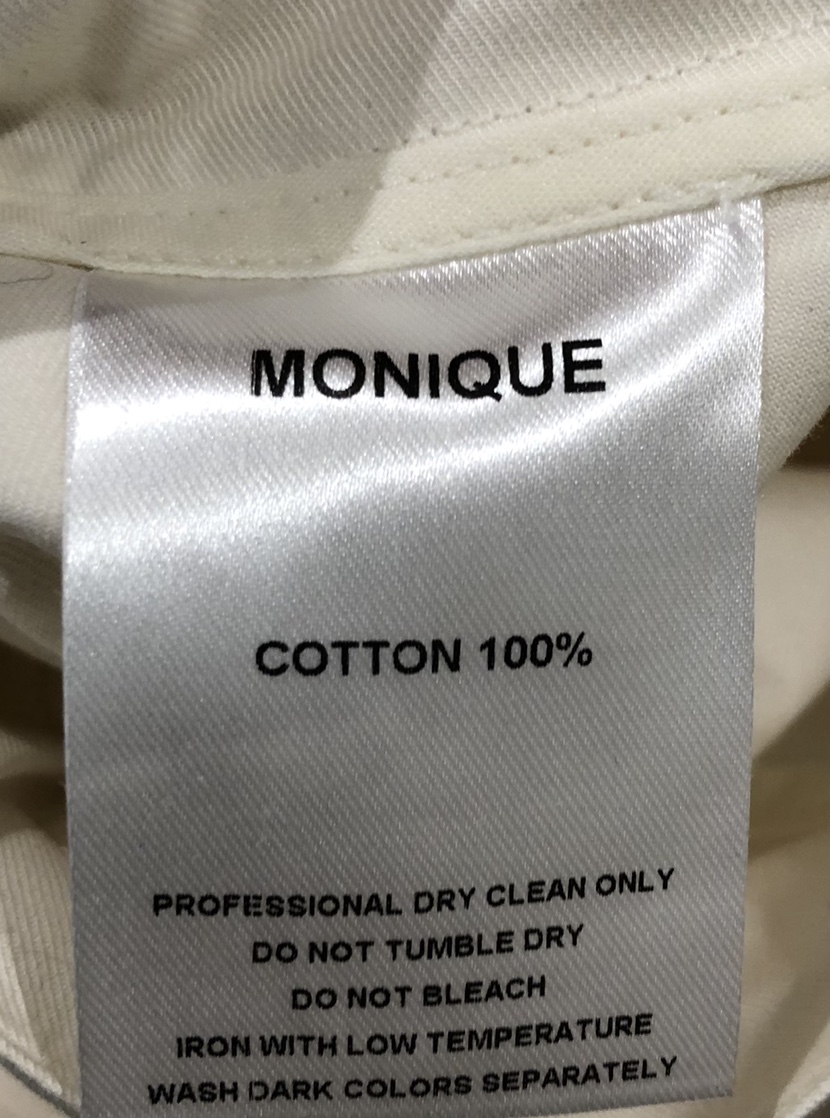 MONIQUE
COTTON 100%
PROFESSIONAL DRY CLEAN ONLY
DO NOT TUMBLE DRY
DO NOT BLEACH
IRON WITH LOW TEMPERATURE
WASH DARK COLORS SEPARATELY